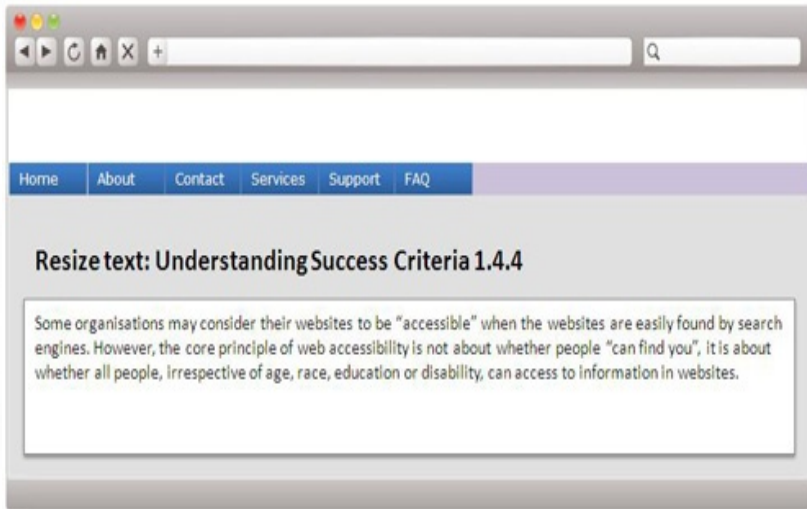 Home About Contact Services Support FAQ
Resize text: Understanding Success Criteria 1.4.4
Some organisations may consider their websites to be “accessible” when the websites are easily found by search
engines. However, the core principle of web accessibility is not about whether people “can find you”, it is about
whether all people, irrespective of age, race, education or disability, can access to information in websites.